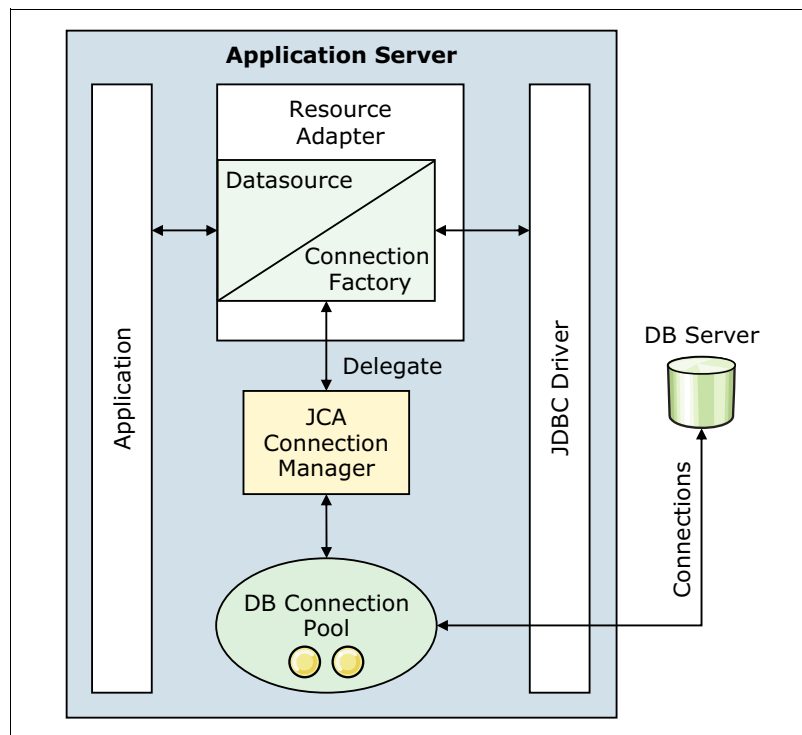 Application Server
Resource
Adapter
Datasource
Connection
Factory
Delegate
Application
JCA
Connection
Manager
DB Connection
Pool
JDBC Driver
DB Server
Connections